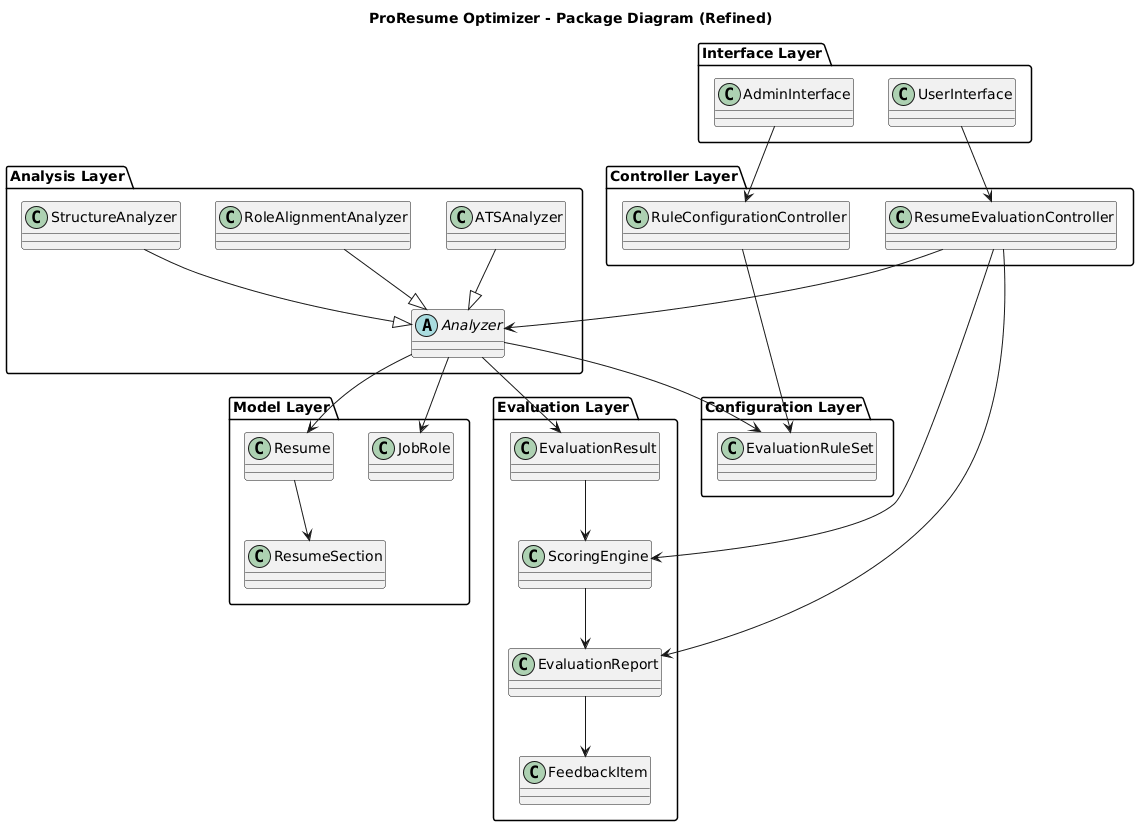 ProResume Optimizer - Package Diagram (Refined)
Interface Layer
C AdminInterface
C UserInterface
Analysis Layer
C StructureAnalyzer
C RoleAlignmentAnalyzer
C ATSAnalyzer
A Analyzer
Controller Layer
C RuleConfigurationController
C ResumeEvaluationController
Model Layer
C Resume
C JobRole
C ResumeSection
Evaluation Layer
C EvaluationResult
C ScoringEngine
C EvaluationReport
C FeedbackItem
Configuration Layer
C EvaluationRuleSet